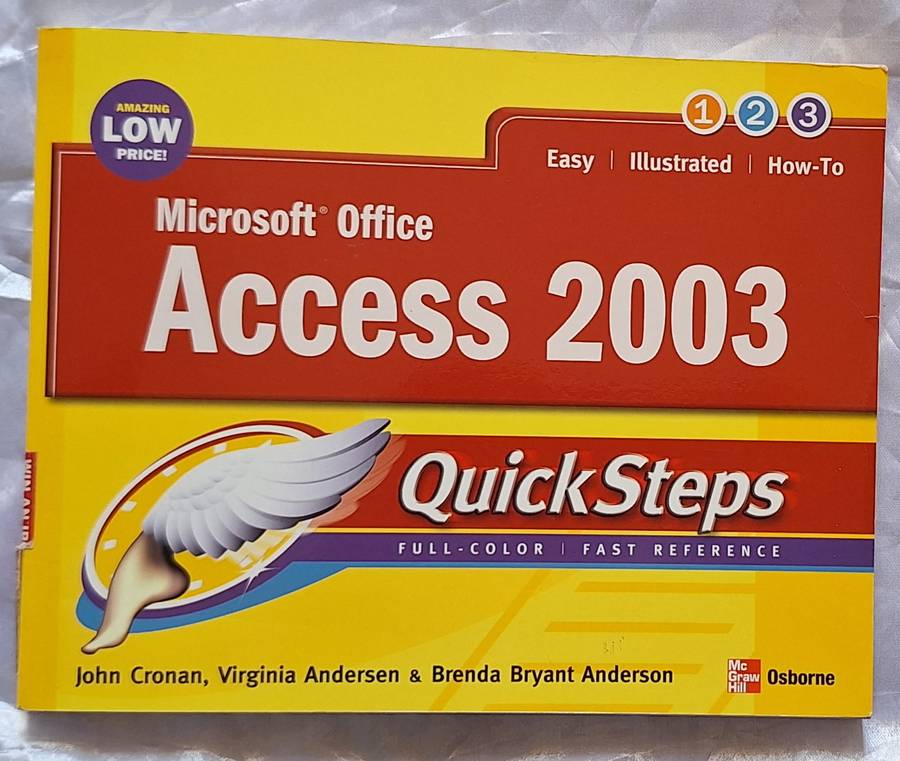 AMAZING
LOW
PRICE!
1 2 3
Easy | Illustrated | How-To
Microsoft® Office
Access 2003
QuickSteps
FULL-COLOR | FAST REFERENCE
John Cronan, Virginia Andersen & Brenda Bryant Anderson
Mc
Graw
Hill
Osborne